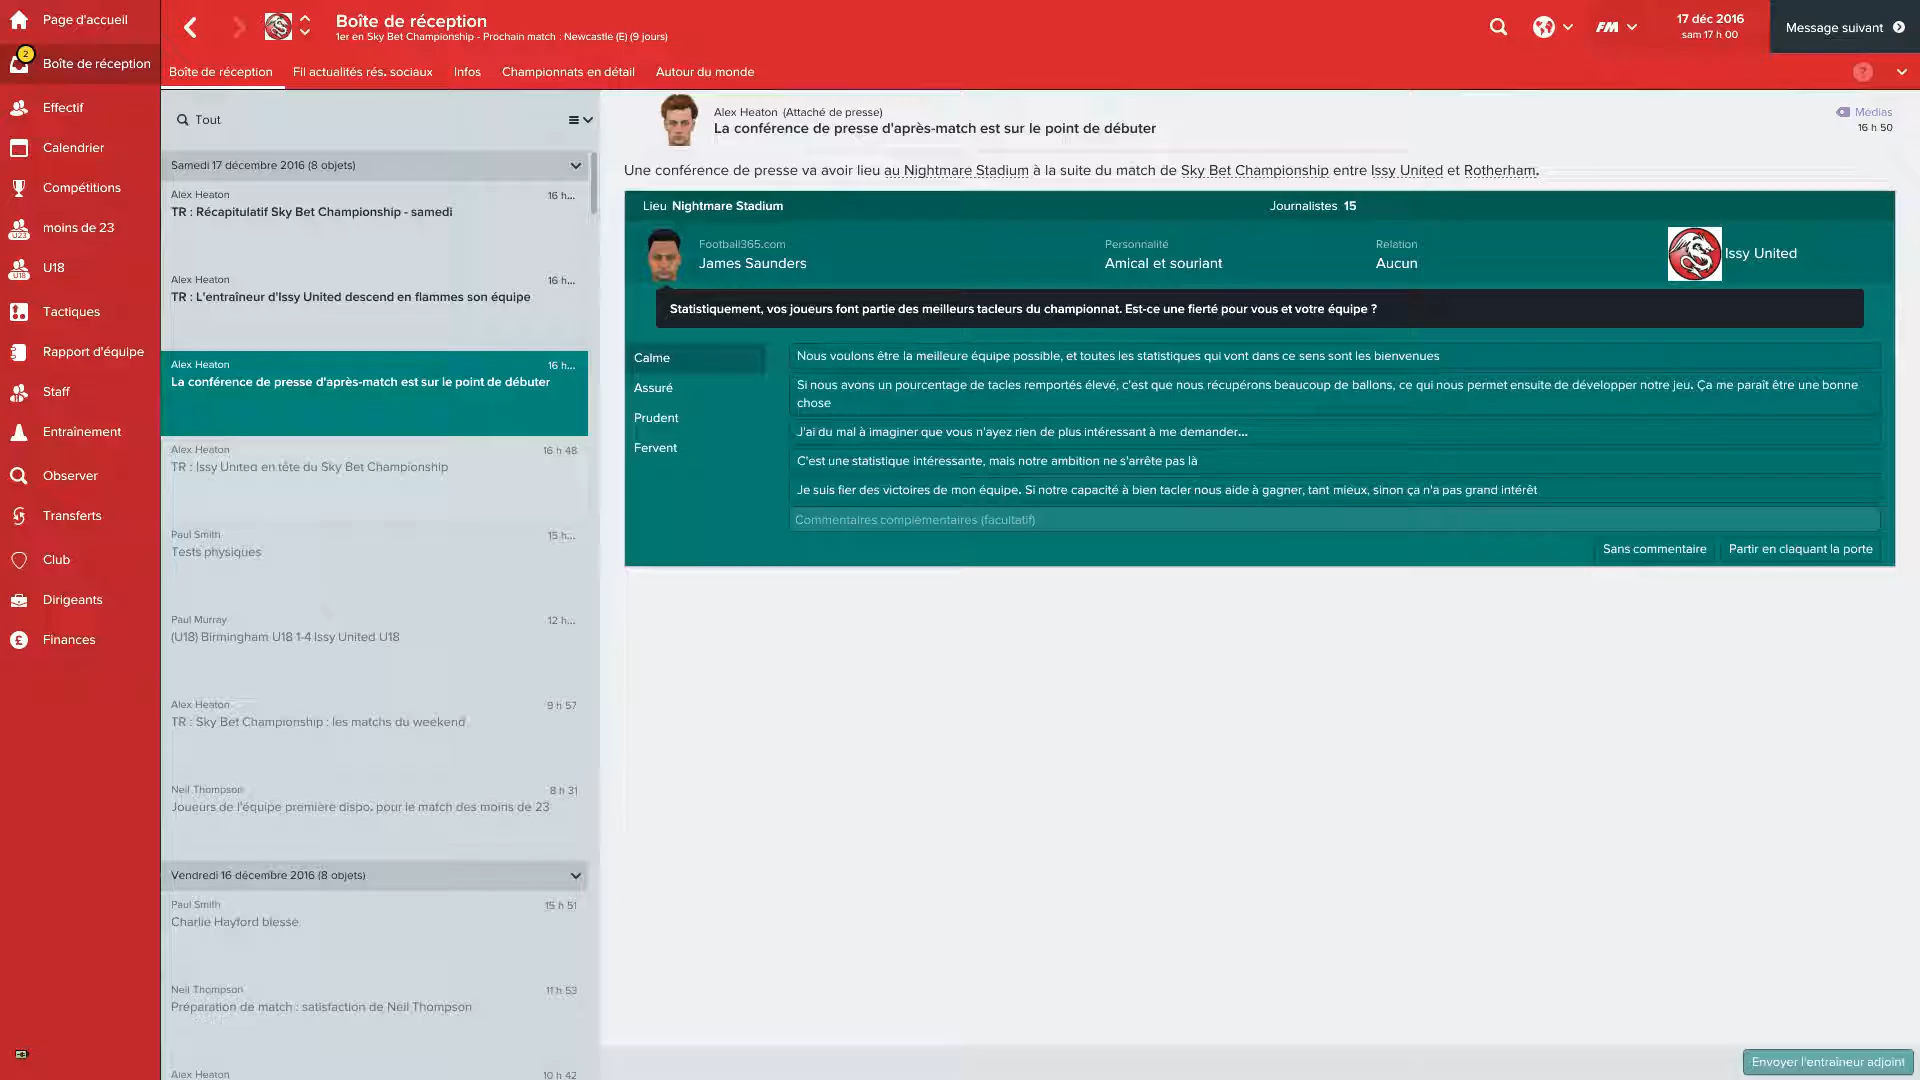 Page d'accueil
2
Boîte de réception
Effectif
Calendrier
Compétitions
U23
moins de 23
U18
U18
Tactiques
Rapport d'équipe
Staff
Entraînement
Observer
Transferts
Club
Dirigeants
Finances
Boîte de réception
1er en Sky Bet Championship - Prochain match : Newcastle (E) (9 jours)
FM
17 déc 2016
sam 17 h 00
Message suivant
Boîte de réception
Fil actualités rés. sociaux
Infos
Championnats en détail
Autour du monde
?
Tout
Samedi 17 décembre 2016 (8 objets)
Alex Heaton 16 h...
TR : Récapitulatif Sky Bet Championship - samedi
Alex Heaton 16 h...
TR : L'entraîneur d'Issy United descend en flammes son équipe
Alex Heaton 16 h...
La conférence de presse d'après-match est sur le point de débuter
Alex Heaton 16 h 48
TR : Issy United en tête du Sky Bet Championship
Paul Smith 15 h...
Tests physiques
Paul Murray 12 h...
(U18) Birmingham U18 1-4 Issy United U18
Alex Heaton 9 h 57
TR : Sky Bet Championship : les matchs du weekend
Neil Thompson 8 h 31
Joueurs de l'équipe première dispo. pour le match des moins de 23
Vendredi 16 décembre 2016 (8 objets)
Paul Smith 15 h 51
Charlie Hayford blessé
Neil Thompson 11 h 53
Préparation de match : satisfaction de Neil Thompson
Alex Heaton 10 h 42
Alex Heaton (Attaché de presse)
La conférence de presse d'après-match est sur le point de débuter
Médias
16 h 50
Une conférence de presse va avoir lieu au Nightmare Stadium à la suite du match de Sky Bet Championship entre Issy United et Rotherham.
Lieu Nightmare Stadium
Journalistes 15
Football365.com
James Saunders
Personnalité
Amical et souriant
Relation
Aucun
Issy United
Statistiquement, vos joueurs font partie des meilleurs tacleurs du championnat. Est-ce une fierté pour vous et votre équipe ?
Calme
Assuré
Prudent
Fervent
Nous voulons être la meilleure équipe possible, et toutes les statistiques qui vont dans ce sens sont les bienvenues
Si nous avons un pourcentage de tacles remportés élevé, c'est que nous récupérons beaucoup de ballons, ce qui nous permet ensuite de développer notre jeu. Ça me paraît être une bonne
chose
J'ai du mal à imaginer que vous n'ayez rien de plus intéressant à me demander...
C'est une statistique intéressante, mais notre ambition ne s'arrête pas là
Je suis fier des victoires de mon équipe. Si notre capacité à bien tacler nous aide à gagner, tant mieux, sinon ça n'a pas grand intérêt
Commentaires complémentaires (facultatif)
Sans commentaire
Partir en claquant la porte
Envoyer l'entraîneur adjoint